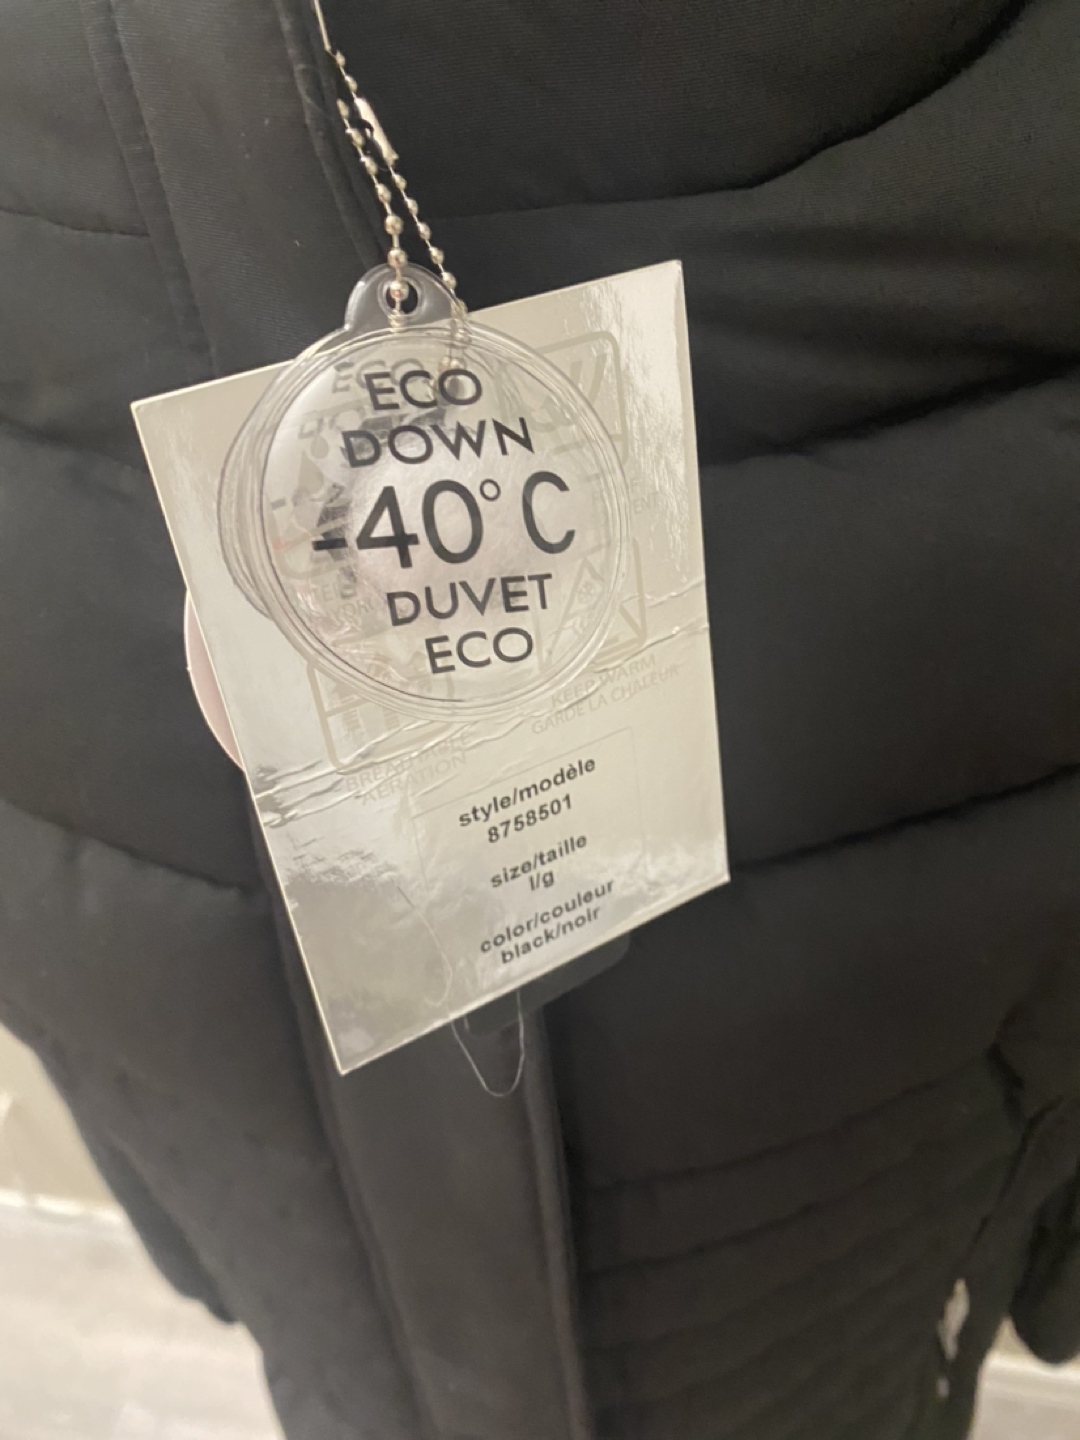 ECO
DOWN
-40°C
DUVET
ECO
KEEP WARM
GARDE LA CHALEUR
BREATHABLE
AÉRATION
style/modèle
8758501
size/taille
l/g
color/couleur
black/noir